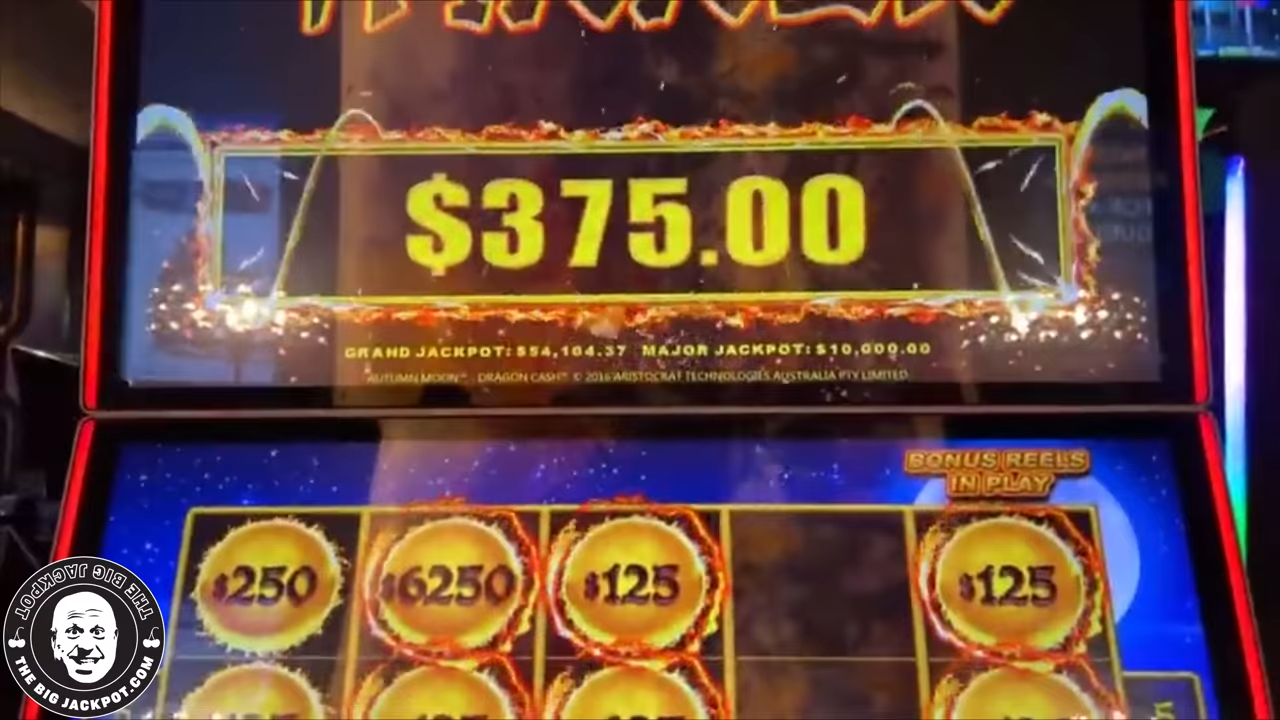 $375.00
GRAND JACKPOT: $54,104.37 MAJOR JACKPOT: $10,000.00
AUTUMN MOON™ DRAGON CASH™ © 2016 ARISTOCRAT TECHNOLOGIES AUSTRALIA PTY LIMITED
BONUS REELS
IN PLAY
$250 $6250 $125 $125
THE BIG JACKPOT
THE BIG JACKPOT.COM